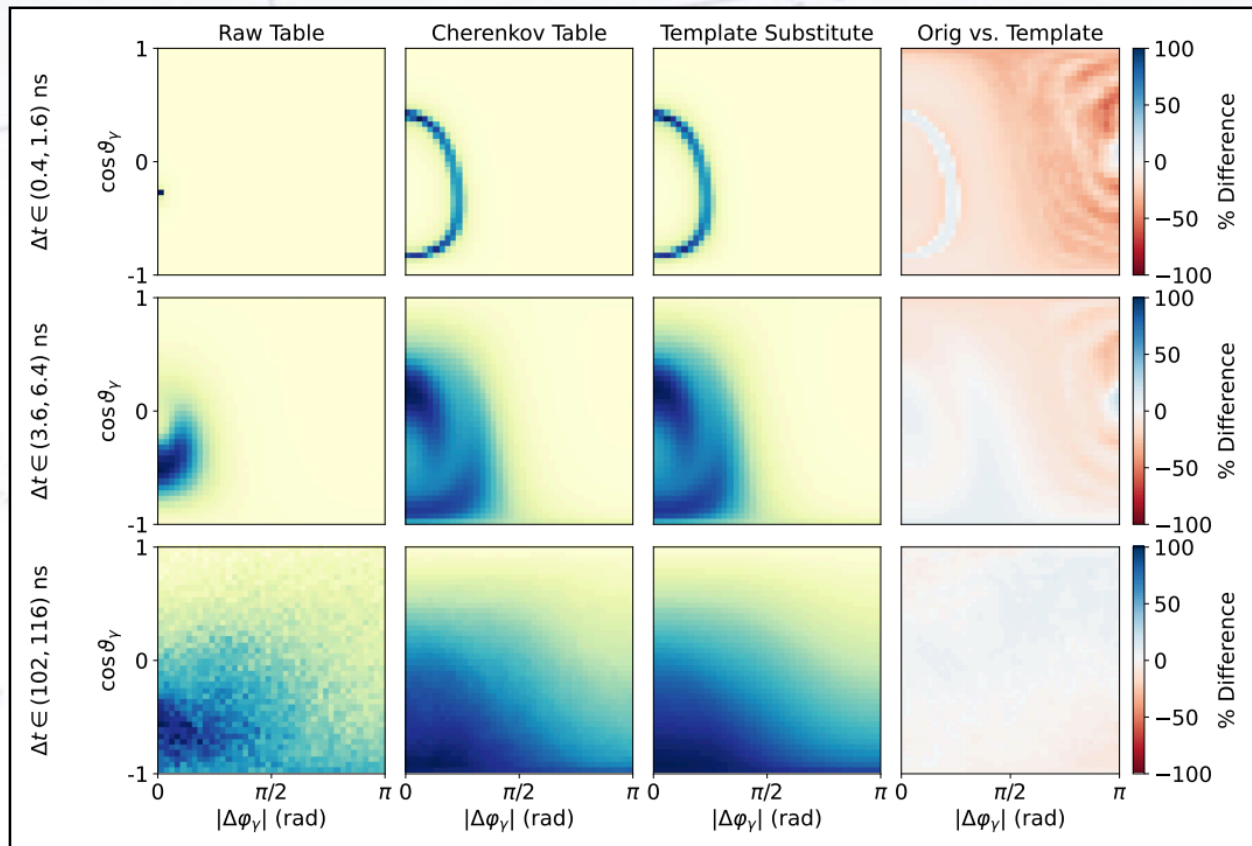 Raw Table Cherenkov Table Template Substitute Orig vs. Template
Δt ∈ (0.4, 1.6) ns
cos ϑγ
1
0
-1
100
50
0
−50
−100
% Difference
Δt ∈ (3.6, 6.4) ns
cos ϑγ
1
0
-1
100
50
0
−50
−100
% Difference
Δt ∈ (102, 116) ns
cos ϑγ
1
0
-1
100
50
0
−50
−100
% Difference
0 π/2 π 0 π/2 π 0 π/2 π 0 π/2 π
|Δφγ| (rad) |Δφγ| (rad) |Δφγ| (rad) |Δφγ| (rad)